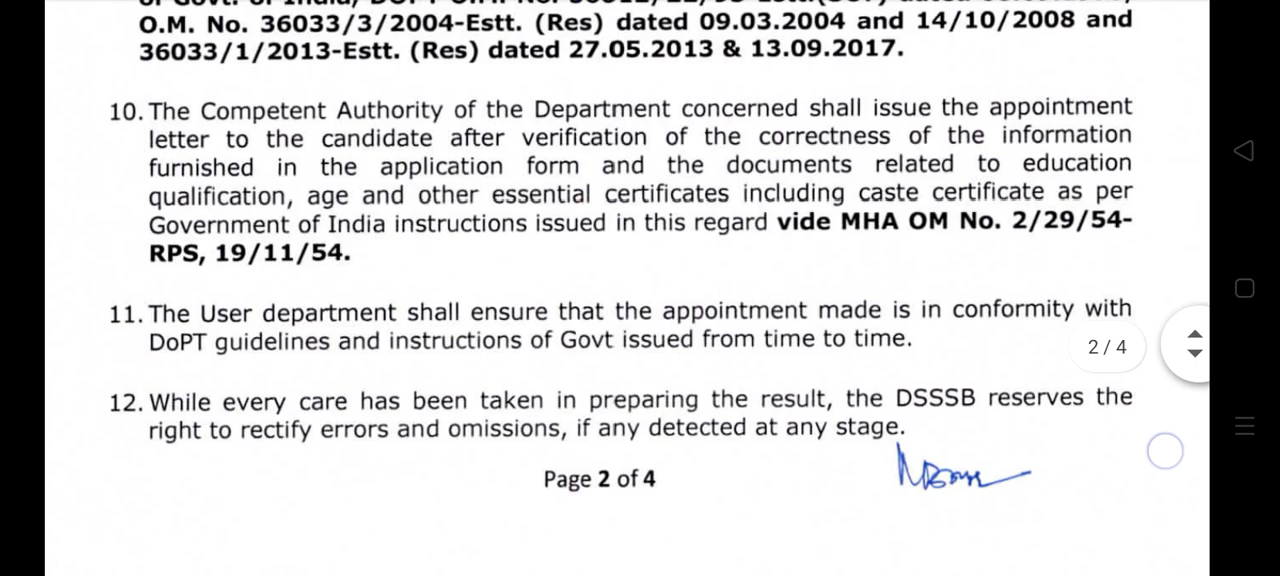 O.M. No. 36033/3/2004-Estt. (Res) dated 09.03.2004 and 14/10/2008 and
36033/1/2013-Estt. (Res) dated 27.05.2013 & 13.09.2017.
10. The Competent Authority of the Department concerned shall issue the appointment
letter to the candidate after verification of the correctness of the information
furnished in the application form and the documents related to education
qualification, age and other essential certificates including caste certificate as per
Government of India instructions issued in this regard vide MHA OM No. 2/29/54-
RPS, 19/11/54.
11. The User department shall ensure that the appointment made is in conformity with
DoPT guidelines and instructions of Govt issued from time to time.
2 / 4
12. While every care has been taken in preparing the result, the DSSSB reserves the
right to rectify errors and omissions, if any detected at any stage.
Page 2 of 4